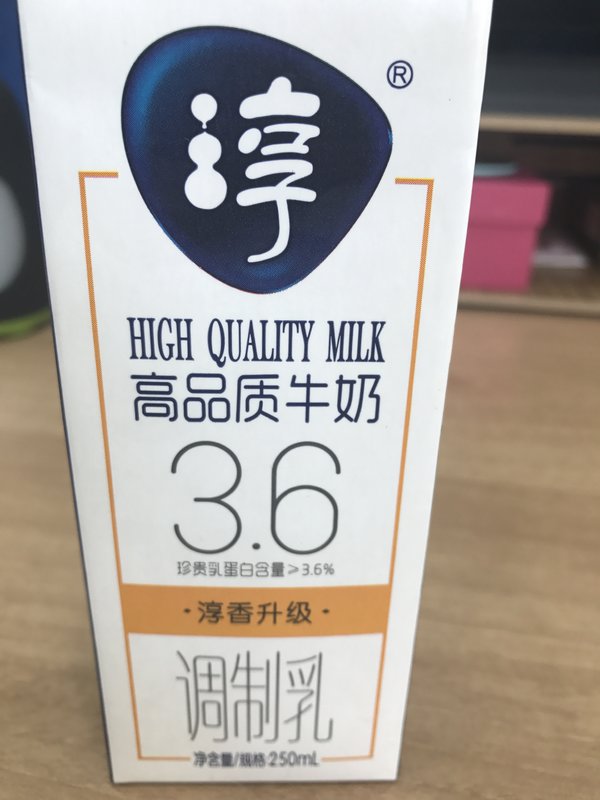 淳
®
HIGH QUALITY MILK
高品质牛奶
3.6
珍贵乳蛋白含量≥3.6%
·淳香升级·
调制乳
净含量/规格:250mL